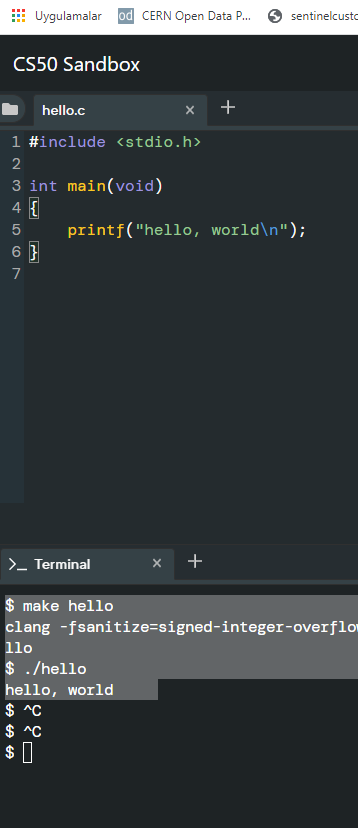 Uygulamalar CERN Open Data P... sentinelcusto
CS50 Sandbox
hello.c × +
1 #include <stdio.h>
2
3 int main(void)
4 {
5 printf("hello, world\n");
6 }
7
>_ Terminal × +
$ make hello
clang -fsanitize=signed-integer-overflow
llo
$ ./hello
hello, world
$ ^C
$ ^C
$